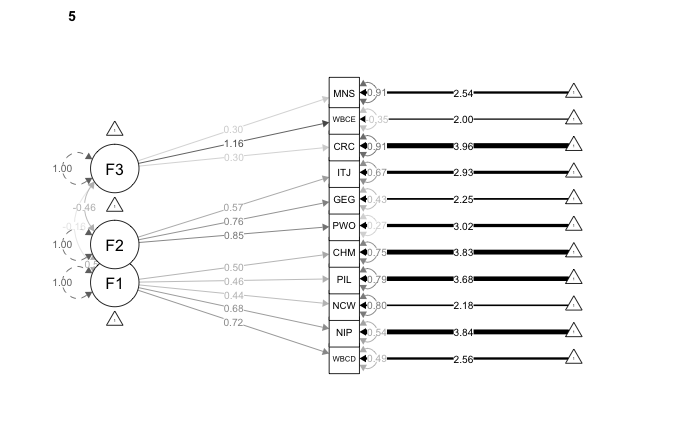 5
MNS 0.91 2.54
0.30
WBCE -0.35 2.00
1.16
CRC 0.91 3.96
0.30
F3
1.00
ITJ 0.67 2.93
0.57
GEG 0.43 2.25
-0.46
0.76
PWO 0.27 3.02
0.85
F2
1.00
CHM 0.75 3.83
0.50
PIL 0.79 3.68
0.46
F1
1.00
NCW 0.80 2.18
0.44
NIP 0.54 3.84
0.68
WBCD 0.49 2.56
0.72